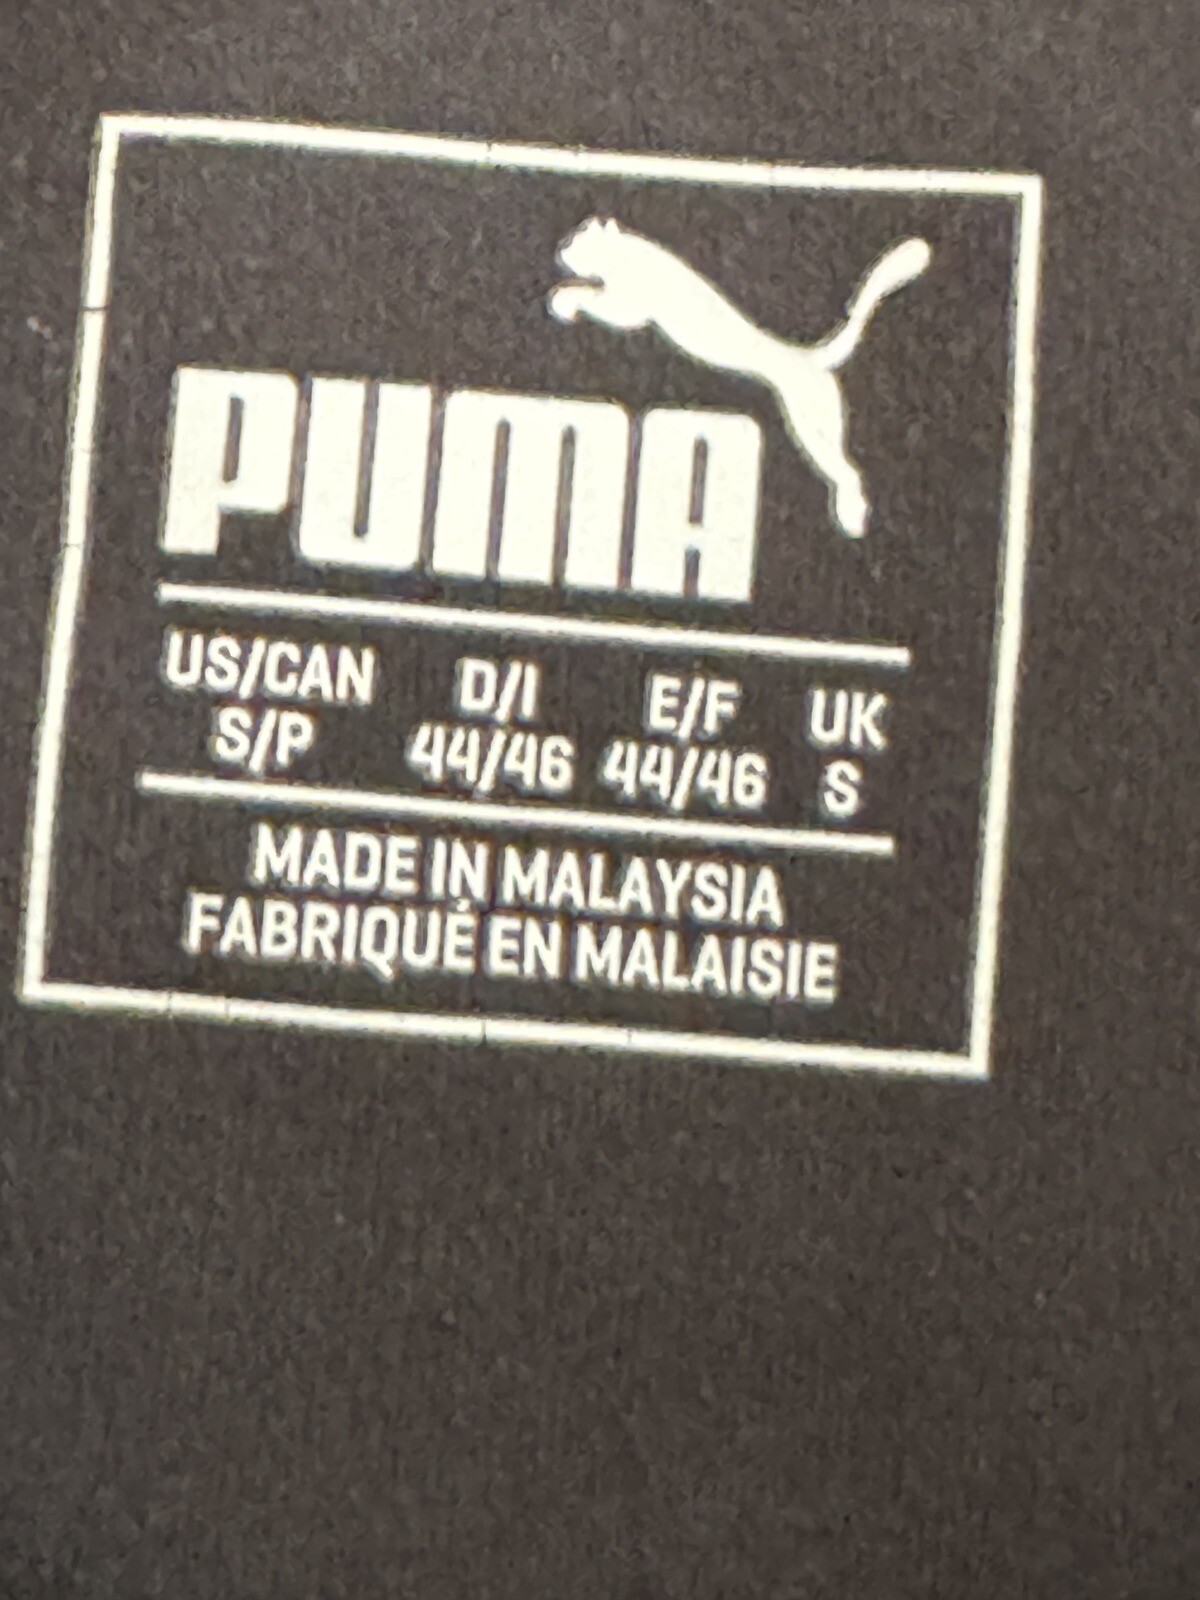 PUMA
US/CAN D/I E/F UK
S/P 44/46 44/46 S
MADE IN MALAYSIA
FABRIQUÉ EN MALAISIE